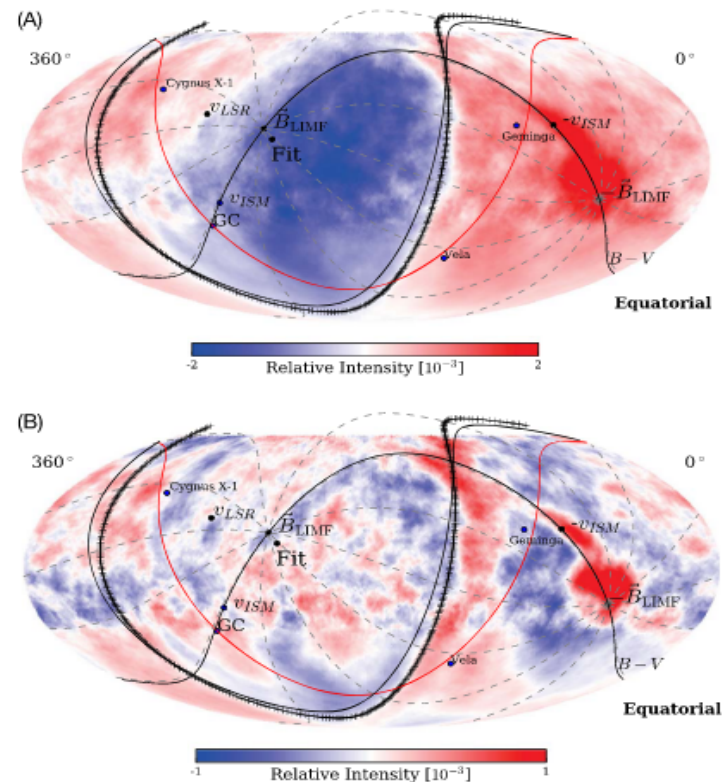 (A)
360°
0°
Cygnus X-1
v_LSR
B⃗_LIMF
Fit
-v_ISM
Geminga
-B⃗_LIMF
v_ISM
GC
Vela
B-V
Equatorial
-2
2
Relative Intensity [10⁻³]
(B)
360°
0°
Cygnus X-1
v_LSR
B⃗_LIMF
Fit
-v_ISM
Geminga
-B⃗_LIMF
v_ISM
GC
Vela
B-V
Equatorial
-1
1
Relative Intensity [10⁻³]